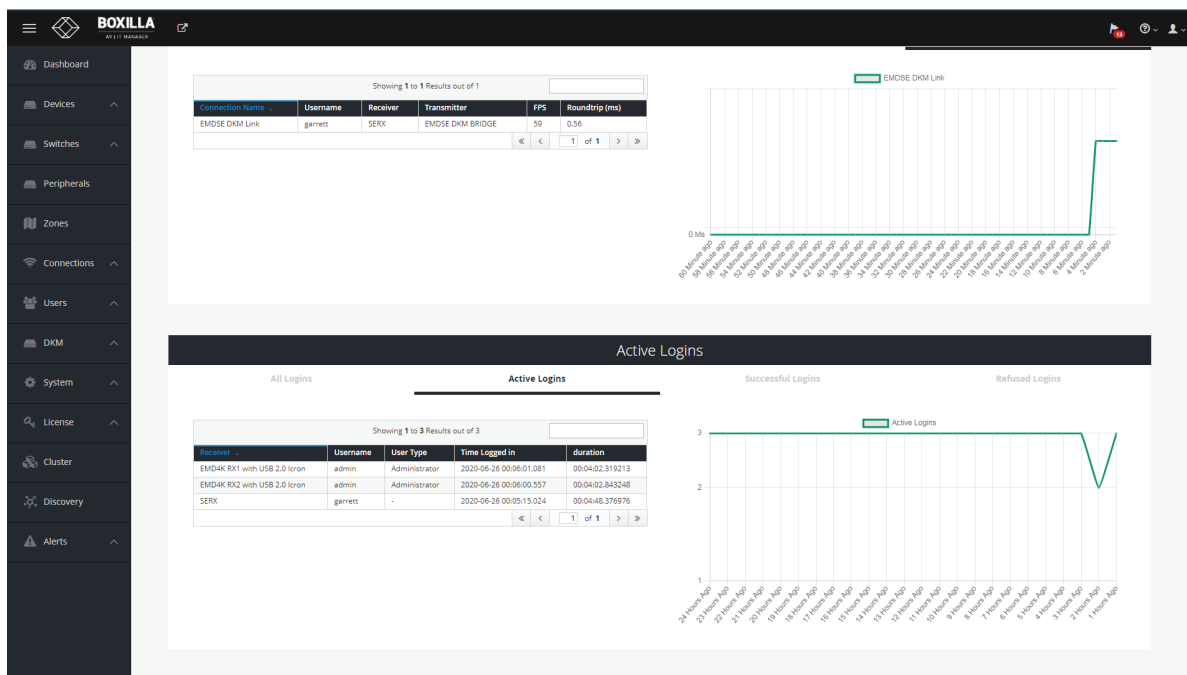 BOXILLA
AV | IT MANAGER
13
Dashboard
Devices
Switches
Peripherals
Zones
Connections
Users
DKM
System
License
Cluster
Discovery
Alerts
Showing 1 to 1 Results out of 1
Connection Name Username Receiver Transmitter FPS Roundtrip (ms)
EMDSE DKM Link garrett SERX EMDSE DKM BRIDGE 59 0.56
« < 1 of 1 > »
EMDSE DKM Link
0 Ms
60 Minute ago
58 Minute ago
56 Minute ago
54 Minute ago
52 Minute ago
50 Minute ago
48 Minute ago
46 Minute ago
44 Minute ago
42 Minute ago
40 Minute ago
38 Minute ago
36 Minute ago
34 Minute ago
32 Minute ago
30 Minute ago
28 Minute ago
26 Minute ago
24 Minute ago
22 Minute ago
20 Minute ago
18 Minute ago
16 Minute ago
14 Minute ago
12 Minute ago
10 Minute ago
8 Minute ago
6 Minute ago
4 Minute ago
2 Minute ago
Active Logins
All Logins Active Logins Successful Logins Refused Logins
Showing 1 to 3 Results out of 3
Receiver Username User Type Time Logged in duration
EMD4K RX1 with USB 2.0 Icron admin Administrator 2020-06-26 00:06:01.081 00:04:02.319213
EMD4K RX2 with USB 2.0 Icron admin Administrator 2020-06-26 00:06:00.557 00:04:02.843248
SERX garrett - 2020-06-26 00:05:15.024 00:04:48.376976
« < 1 of 1 > »
Active Logins
3
2
1
24 Hours Ago
23 Hours Ago
22 Hours Ago
21 Hours Ago
20 Hours Ago
19 Hours Ago
18 Hours Ago
17 Hours Ago
16 Hours Ago
15 Hours Ago
14 Hours Ago
13 Hours Ago
12 Hours Ago
11 Hours Ago
10 Hours Ago
9 Hours Ago
8 Hours Ago
7 Hours Ago
6 Hours Ago
5 Hours Ago
4 Hours Ago
3 Hours Ago
2 Hours Ago
1 Hours Ago